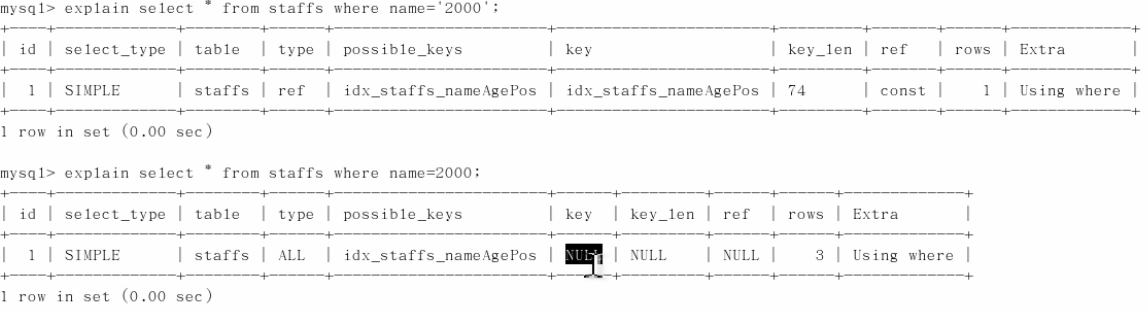 mysql> explain select * from staffs where name='2000';
| id | select_type | table | type | possible_keys | key | key_len | ref | rows | Extra |
| 1 | SIMPLE | staffs | ref | idx_staffs_nameAgePos | idx_staffs_nameAgePos | 74 | const | 1 | Using where |
1 row in set (0.00 sec)
mysql> explain select * from staffs where name=2000;
| id | select_type | table | type | possible_keys | key | key_len | ref | rows | Extra |
| 1 | SIMPLE | staffs | ALL | idx_staffs_nameAgePos | NULL | NULL | NULL | 3 | Using where |
1 row in set (0.00 sec)